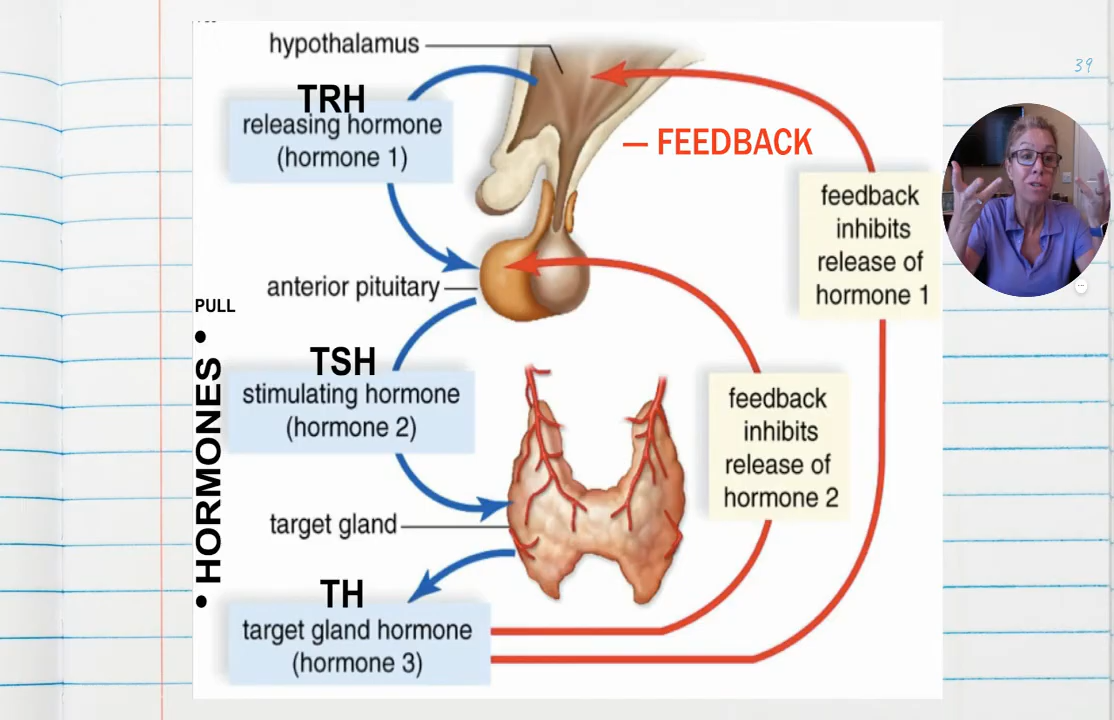 39
hypothalamus
TRH
releasing hormone
(hormone 1)
— FEEDBACK
feedback
inhibits
release of
hormone 1
anterior pituitary
PULL
• HORMONES •
TSH
stimulating hormone
(hormone 2)
feedback
inhibits
release of
hormone 2
target gland
TH
target gland hormone
(hormone 3)